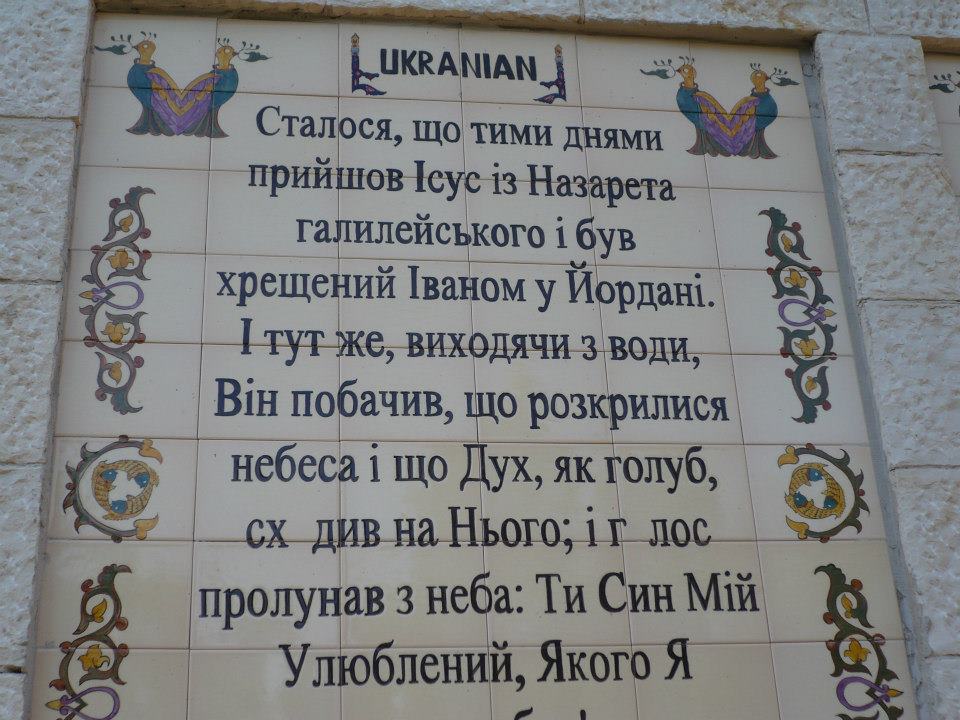 UKRANIAN
Сталося, що тими днями
прийшов Ісус із Назарета
галилейського і був
хрещений Іваном у Йордані.
І тут же, виходячи з води,
Він побачив, що розкрилися
небеса і що Дух, як голуб,
сх див на Нього; і г лос
пролунав з неба: Ти Син Мій
Улюблений, Якого Я